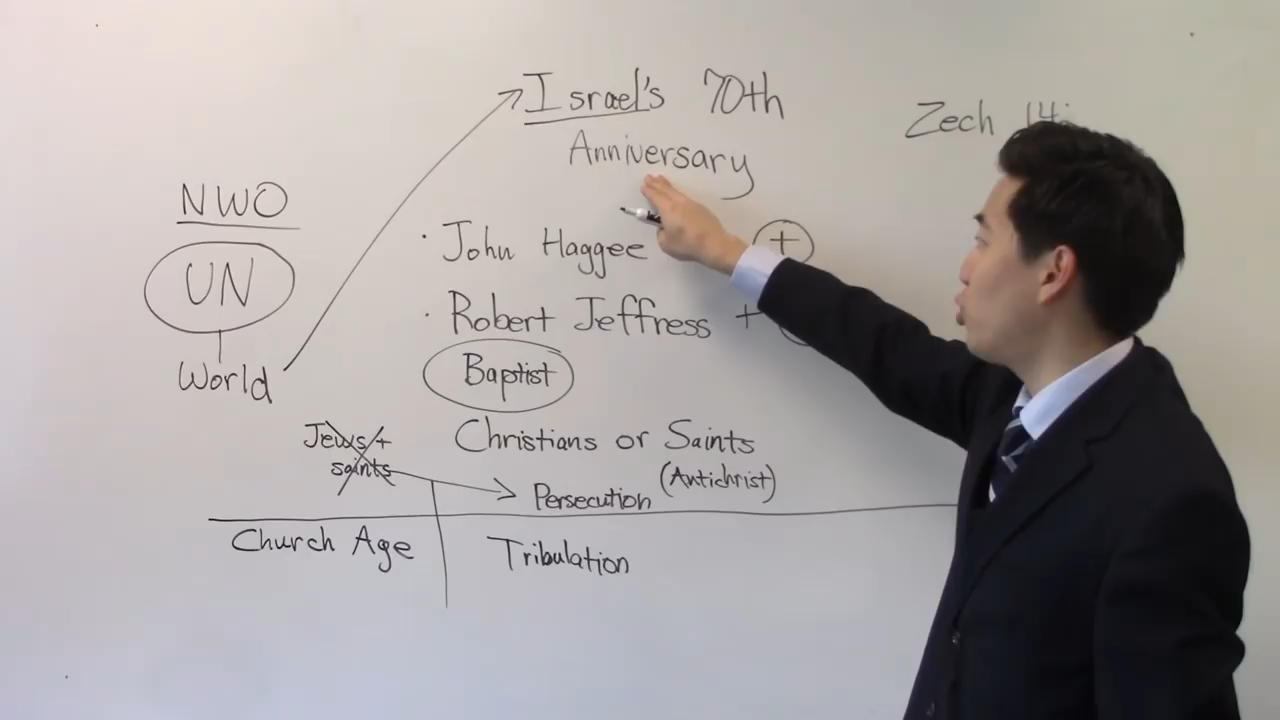 Israel's 70th
Anniversary
Zech 14:
NWO
UN
World
· John Haggee +
· Robert Jeffress +
Baptist
Jews +
saints
Christians or Saints
(Antichrist)
Persecution
Church Age
Tribulation